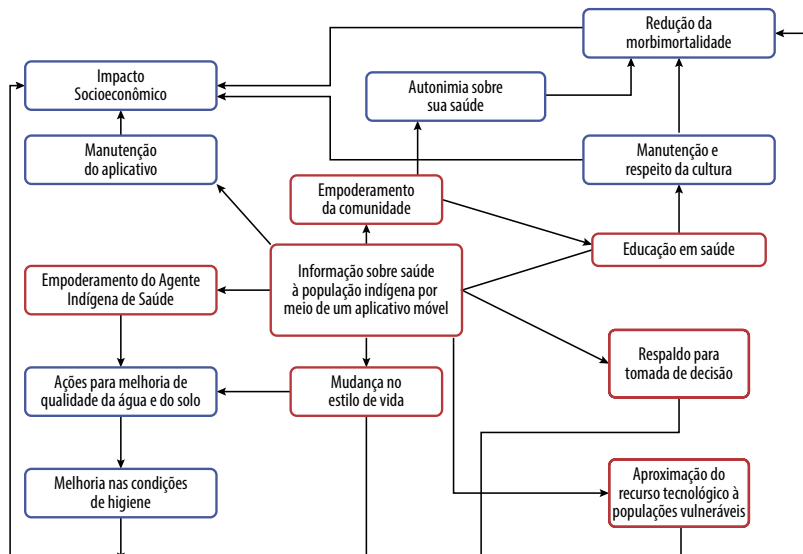 Redução da
morbimortalidade
Impacto
Socioeconômico
Autonimia sobre
sua saúde
Manutenção
do aplicativo
Manutenção e
respeito da cultura
Empoderamento
da comunidade
Educação em saúde
Empoderamento do Agente
Indígena de Saúde
Informação sobre saúde
à população indígena por
meio de um aplicativo móvel
Respaldo para
tomada de decisão
Ações para melhoria de
qualidade da água e do solo
Mudança no
estilo de vida
Melhoria nas condições
de higiene
Aproximação do
recurso tecnológico à
populações vulneráveis